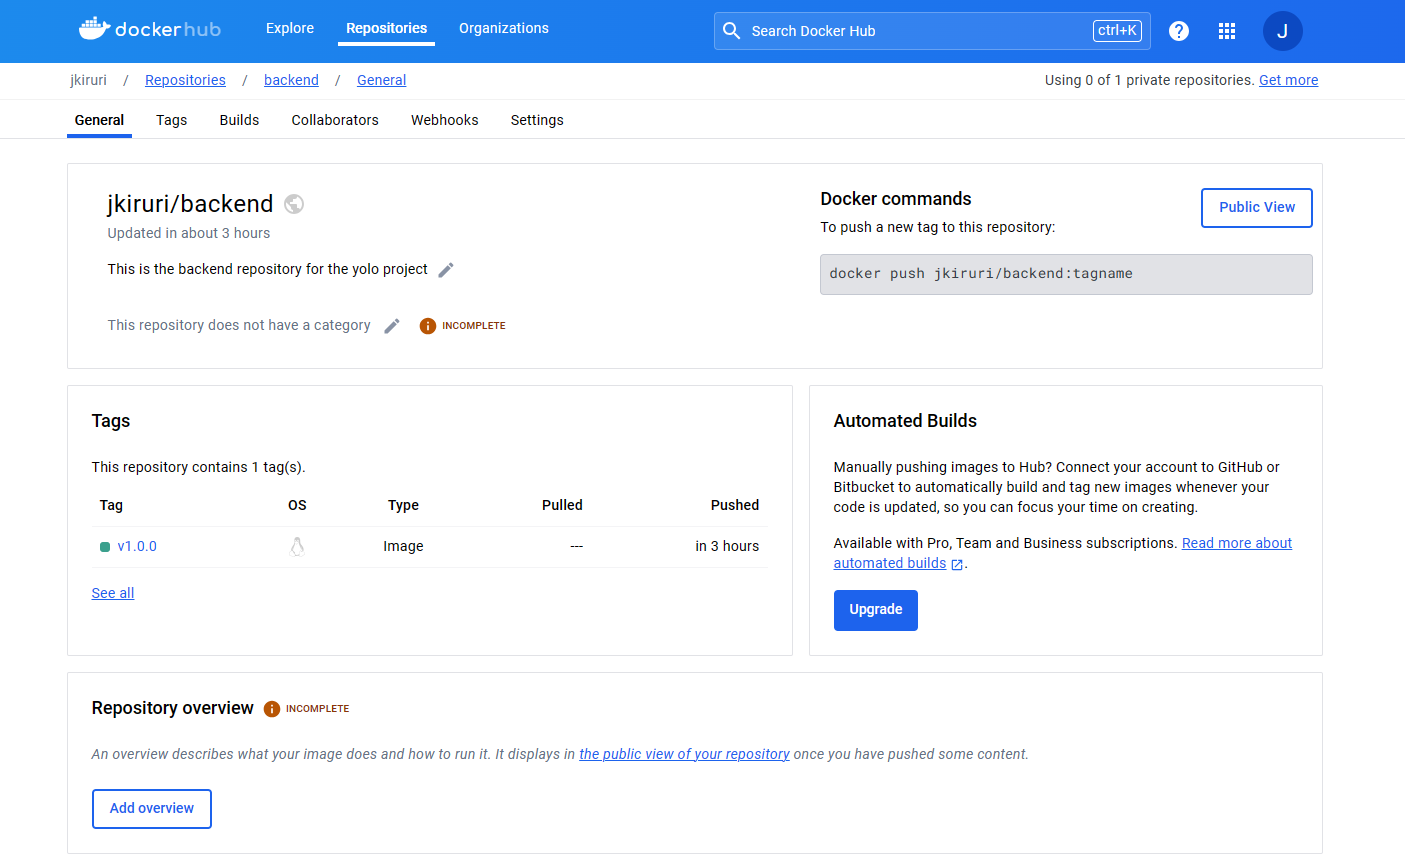 docker hub
Explore
Repositories
Organizations
Search Docker Hub
ctrl+K
?
J
jkiruri / Repositories / backend / General
Using 0 of 1 private repositories. Get more
General
Tags
Builds
Collaborators
Webhooks
Settings
jkiruri/backend
Updated in about 3 hours
This is the backend repository for the yolo project
This repository does not have a category
INCOMPLETE
Docker commands
Public View
To push a new tag to this repository:
docker push jkiruri/backend:tagname
Tags
This repository contains 1 tag(s).
Tag OS Type Pulled Pushed
v1.0.0 Image --- in 3 hours
See all
Automated Builds
Manually pushing images to Hub? Connect your account to GitHub or
Bitbucket to automatically build and tag new images whenever your
code is updated, so you can focus your time on creating.
Available with Pro, Team and Business subscriptions. Read more about
automated builds .
Upgrade
Repository overview
INCOMPLETE
An overview describes what your image does and how to run it. It displays in the public view of your repository once you have pushed some content.
Add overview